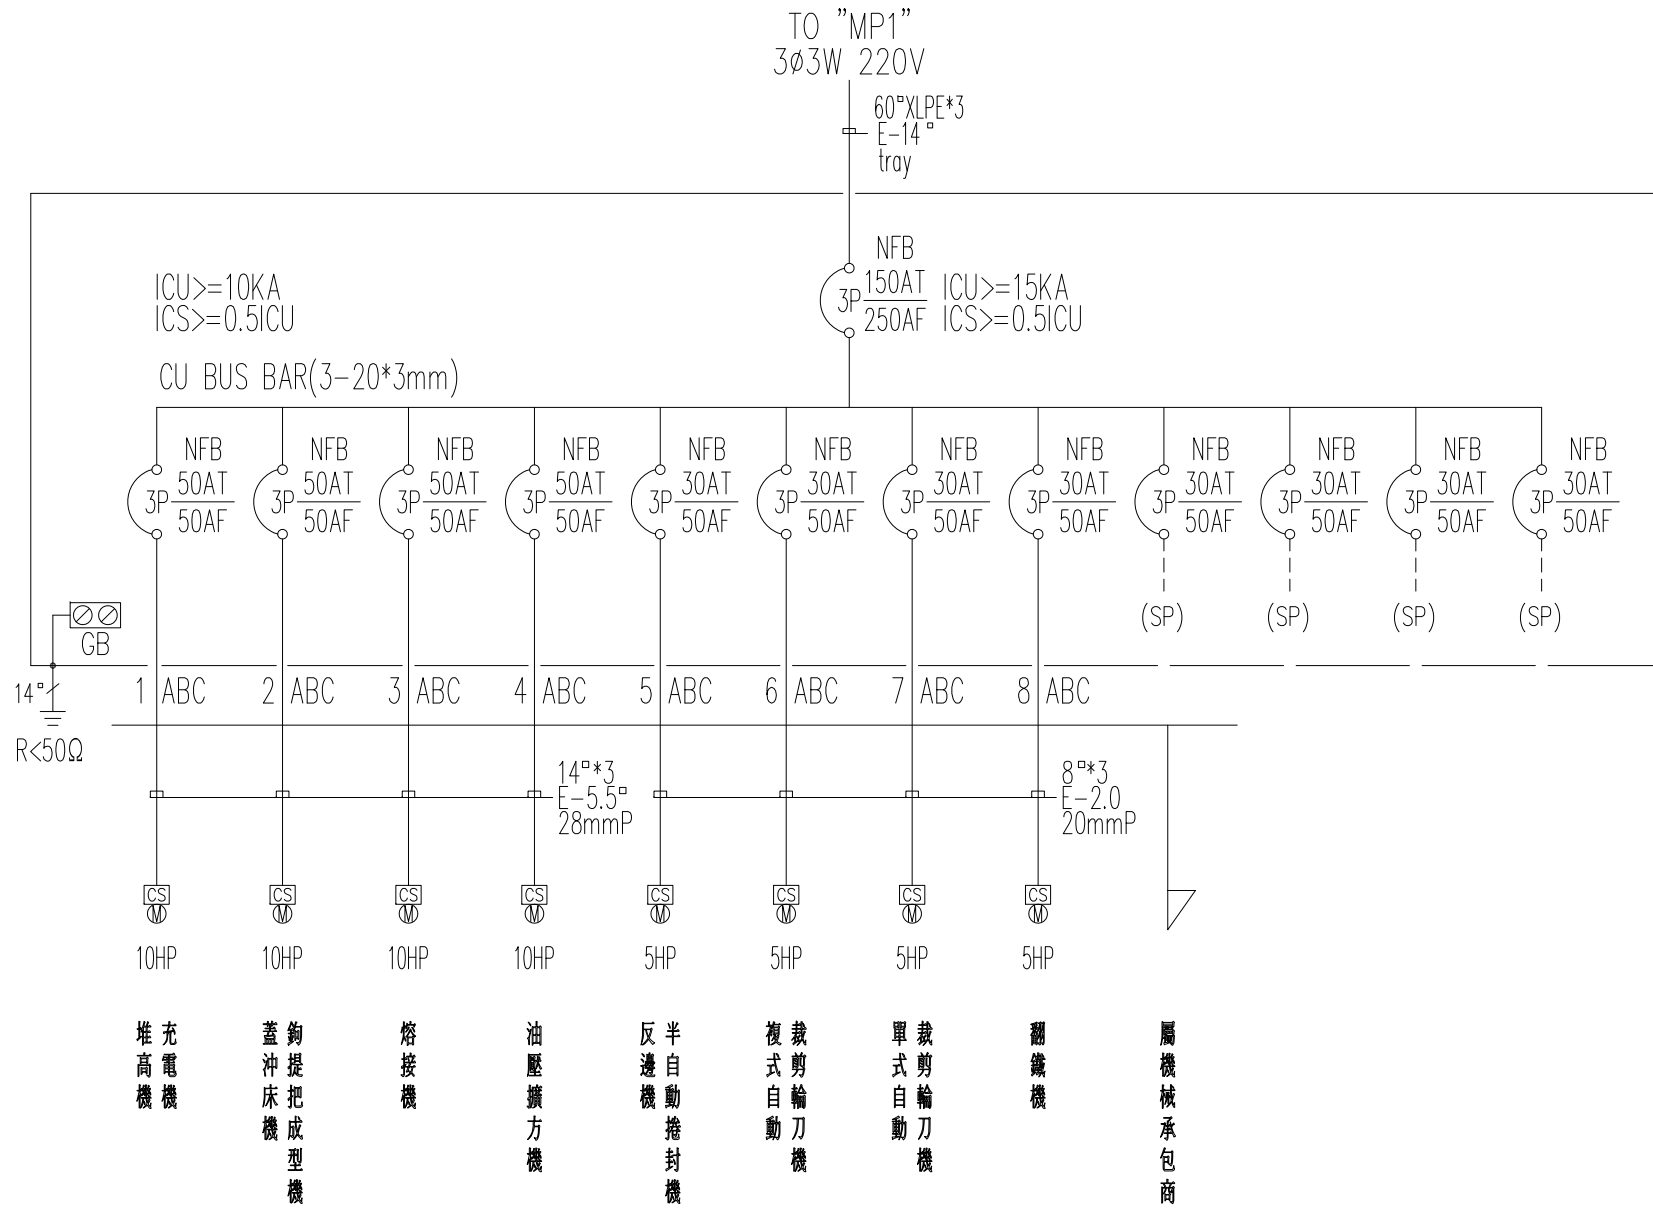 TO "MP1"
3ø3W 220V
60□XLPE*3
E-14□
tray
NFB
3P
150AT
250AF
ICU>=15KA
ICS>=0.5ICU
ICU>=10KA
ICS>=0.5ICU
CU BUS BAR(3-20*3mm)
NFB NFB NFB NFB NFB NFB NFB NFB NFB NFB NFB NFB
50AT 50AT 50AT 50AT 30AT 30AT 30AT 30AT 30AT 30AT 30AT 30AT
3P 3P 3P 3P 3P 3P 3P 3P 3P 3P 3P 3P
50AF 50AF 50AF 50AF 50AF 50AF 50AF 50AF 50AF 50AF 50AF 50AF
(SP) (SP) (SP) (SP)
GB
14□
R<50Ω
1 ABC 2 ABC 3 ABC 4 ABC 5 ABC 6 ABC 7 ABC 8 ABC
14□*3
E-5.5□
28mmP
8□*3
E-2.0
20mmP
CS CS CS CS CS CS CS CS
M M M M M M M M
10HP 10HP 10HP 10HP 5HP 5HP 5HP 5HP
堆高機
充電機
蓋沖床機
鉤提把成型機
熔接機
油壓擴方機
反邊機
半自動捲封機
複式自動
裁剪輪刀機
單式自動
裁剪輪刀機
翻鐵機
屬機械承包商